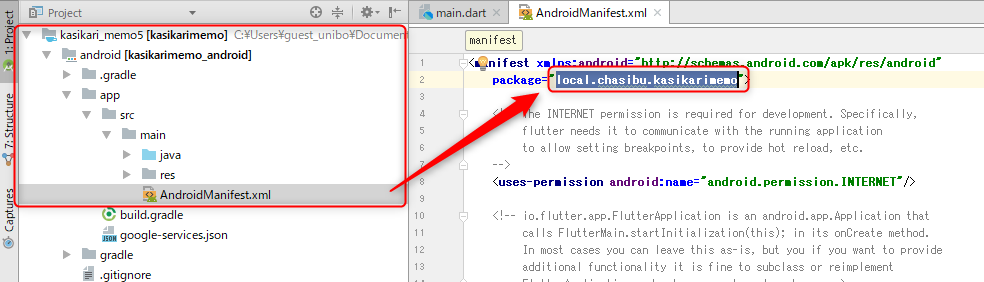 Project
main.dart
AndroidManifest.xml
1: Project
7: Structure
Captures
kasikari_memo5 [kasikarimemo] C:¥Users¥guest_unibo¥Document
android [kasikarimemo_android]
.gradle
app
src
main
java
res
AndroidManifest.xml
build.gradle
google-services.json
gradle
.gitignore
manifest
1 <manifest xmlns:android="http://schemas.android.com/apk/res/android"
2 package="local.chasibu.kasikarimemo">
3
4 The INTERNET permission is required for development. Specifically,
5 flutter needs it to communicate with the running application
6 to allow setting breakpoints, to provide hot reload, etc.
7 -->
8 <uses-permission android:name="android.permission.INTERNET"/>
9
10 <!-- io.flutter.app.FlutterApplication is an android.app.Application that
11 calls FlutterMain.startInitialization(this); in its onCreate method.
12 In most cases you can leave this as-is, but you if you want to provide
13 additional functionality it is fine to subclass or reimplement